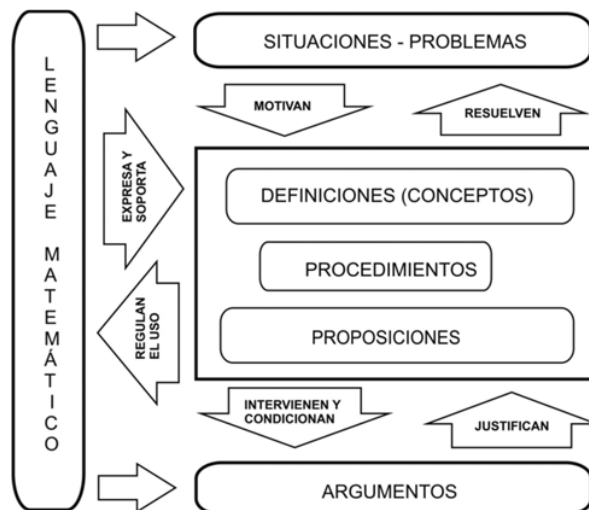 LENGUAJE MATEMÁTICO
SITUACIONES - PROBLEMAS
MOTIVAN
RESUELVEN
EXPRESA Y
SOPORTA
DEFINICIONES (CONCEPTOS)
PROCEDIMIENTOS
PROPOSICIONES
REGULAN
EL USO
INTERVIENEN Y
CONDICIONAN
JUSTIFICAN
ARGUMENTOS